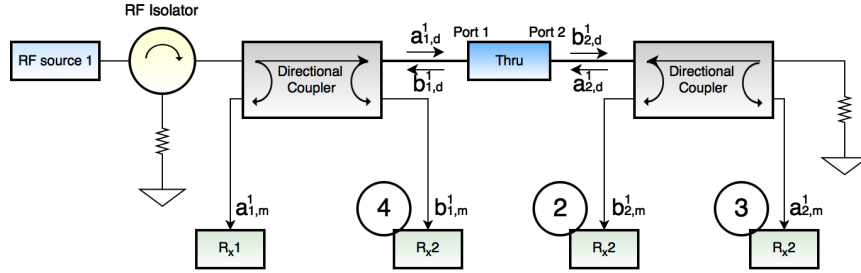 RF Isolator
RF source 1
Directional
Coupler
a¹1,d
b¹1,d
Port 1
Thru
Port 2
b¹2,d
a¹2,d
Directional
Coupler
a¹1,m
4
b¹1,m
2
b¹2,m
3
a¹2,m
Rx1
Rx2
Rx2
Rx2